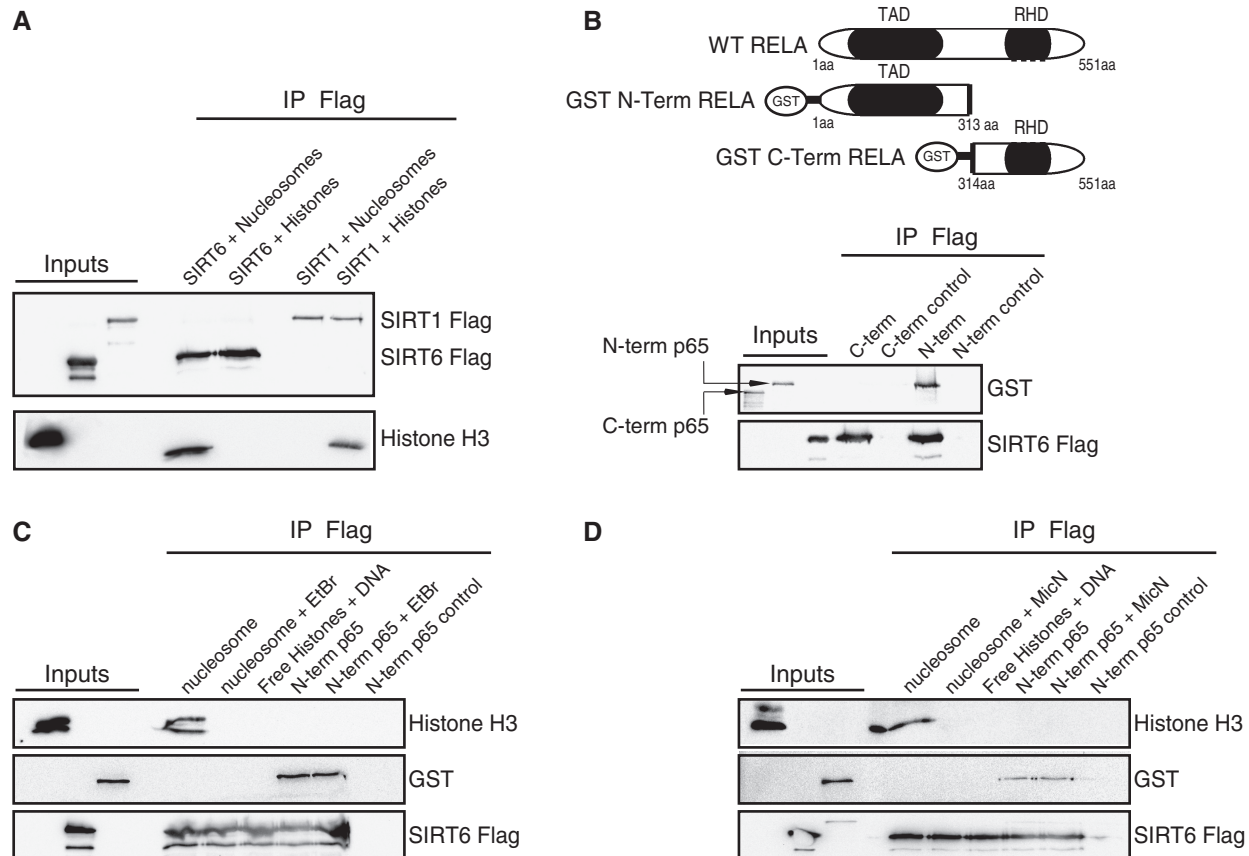 A
IP Flag
SIRT6 + Nucleosomes
SIRT6 + Histones
SIRT1 + Nucleosomes
SIRT1 + Histones
Inputs
SIRT1 Flag
SIRT6 Flag
Histone H3
B
TAD
RHD
WT RELA
1aa
551aa
TAD
GST N-Term RELA
GST
1aa
313 aa
RHD
GST C-Term RELA
GST
314aa
551aa
IP Flag
C-term
C-term control
N-term
N-term control
Inputs
N-term p65
C-term p65
GST
SIRT6 Flag
C
IP Flag
nucleosome
nucleosome + EtBr
Free Histones + DNA
N-term p65
N-term p65 + EtBr
N-term p65 control
Inputs
Histone H3
GST
SIRT6 Flag
D
IP Flag
nucleosome
nucleosome + MicN
Free Histones + DNA
N-term p65
N-term p65 + MicN
N-term p65 control
Inputs
Histone H3
GST
SIRT6 Flag